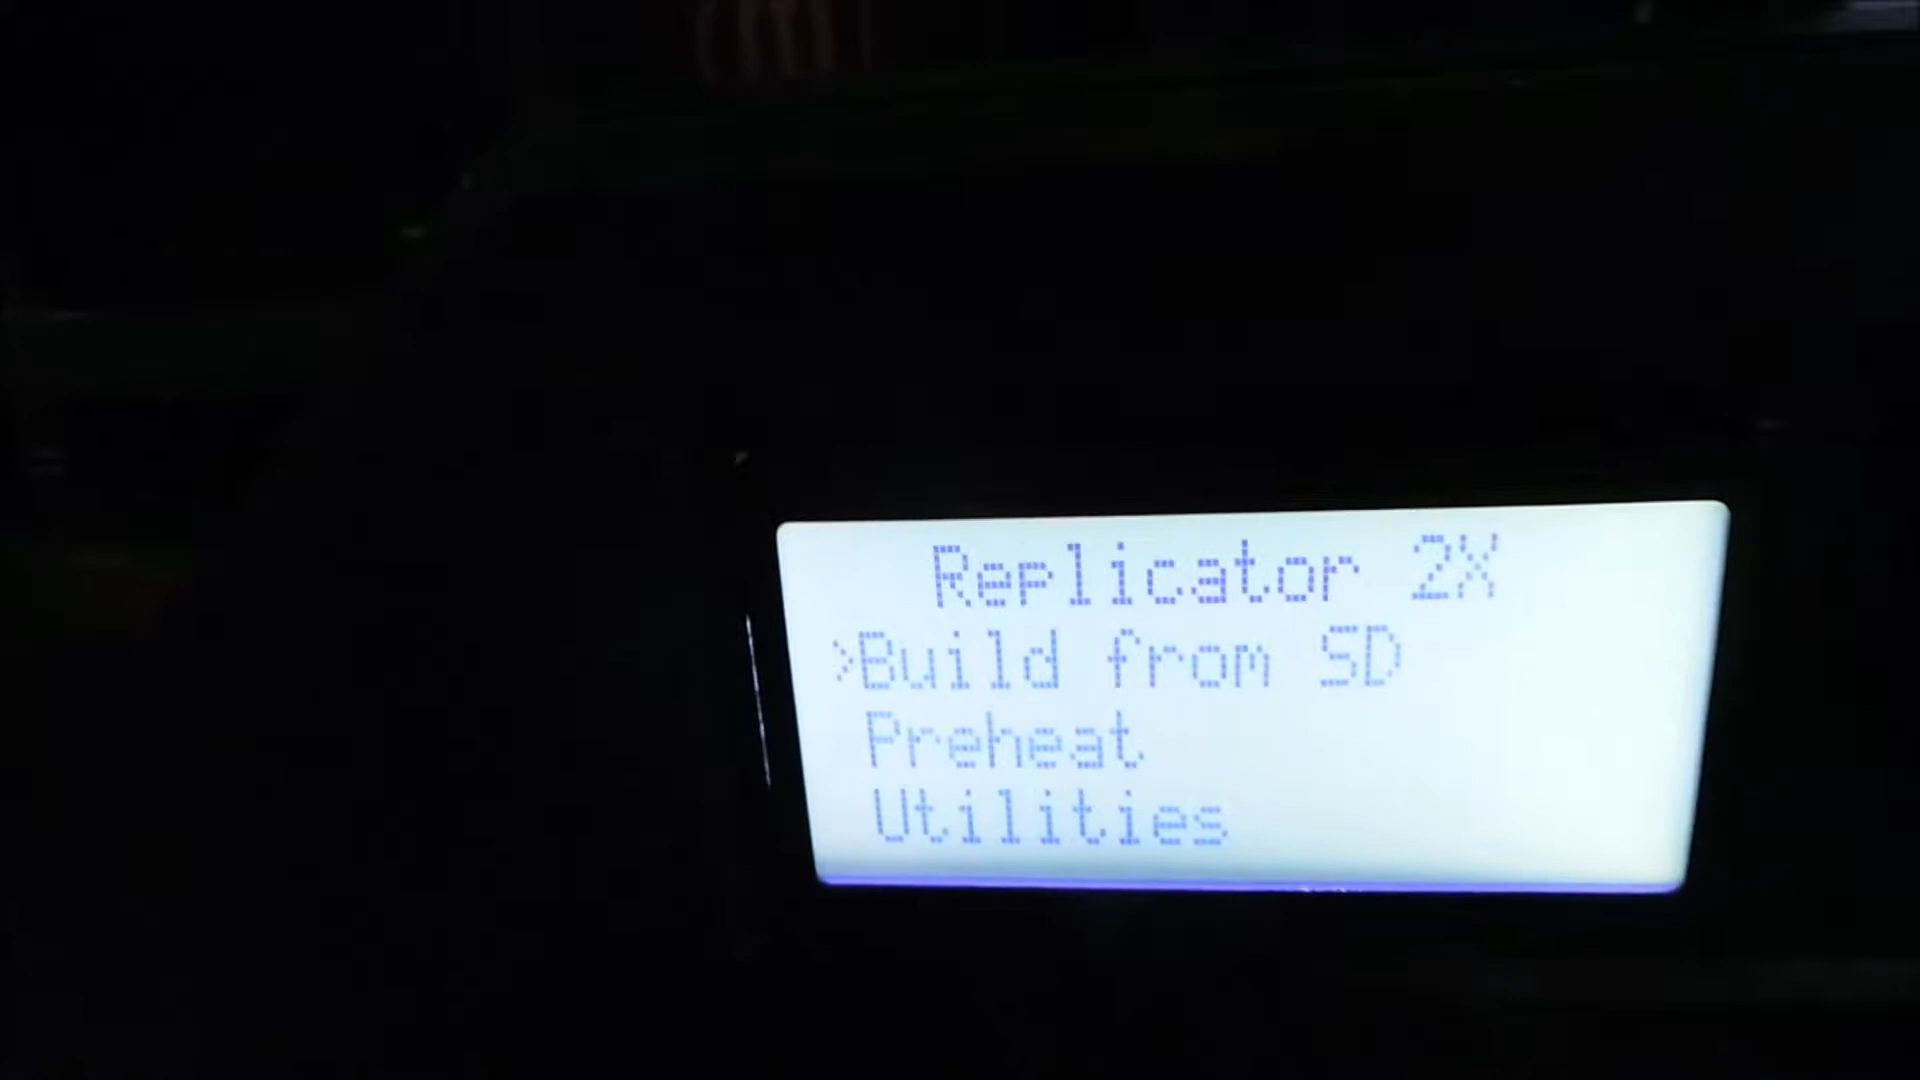 Replicator 2X
>Build from SD
Preheat
Utilities